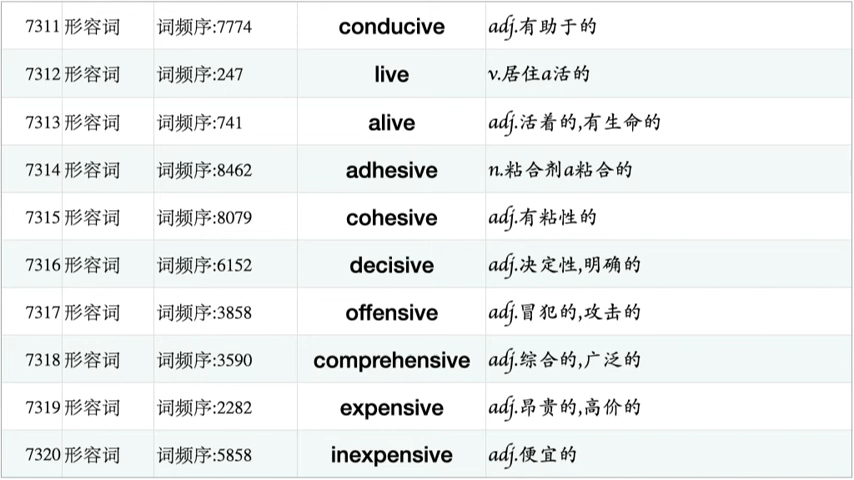 7311 形容词 词频序:7774 conducive adj.有助于的
7312 形容词 词频序:247 live v.居住a活的
7313 形容词 词频序:741 alive adj.活着的,有生命的
7314 形容词 词频序:8462 adhesive n.粘合剂a粘合的
7315 形容词 词频序:8079 cohesive adj.有粘性的
7316 形容词 词频序:6152 decisive adj.决定性,明确的
7317 形容词 词频序:3858 offensive adj.冒犯的,攻击的
7318 形容词 词频序:3590 comprehensive adj.综合的,广泛的
7319 形容词 词频序:2282 expensive adj.昂贵的,高价的
7320 形容词 词频序:5858 inexpensive adj.便宜的